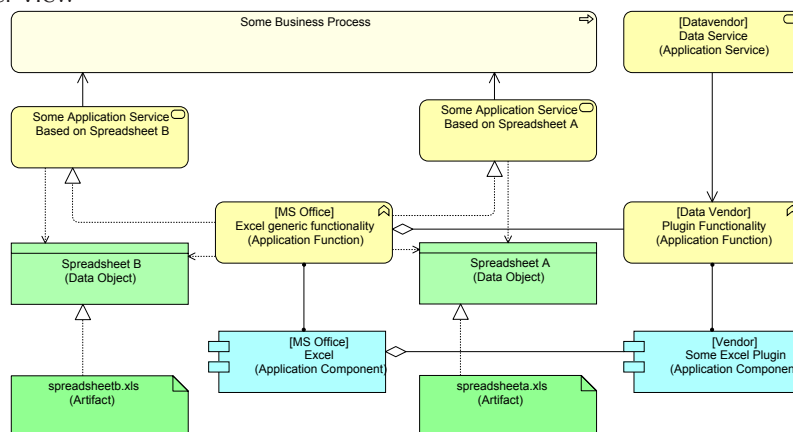 Some Business Process
[Datavendor]
Data Service
(Application Service)
Some Application Service
Based on Spreadsheet B
Some Application Service
Based on Spreadsheet A
[MS Office]
Excel generic functionality
(Application Function)
[Data Vendor]
Plugin Functionality
(Application Function)
Spreadsheet B
(Data Object)
Spreadsheet A
(Data Object)
[MS Office]
Excel
(Application Component)
[Vendor]
Some Excel Plugin
(Application Componen
spreadsheetb.xls
(Artifact)
spreadsheeta.xls
(Artifact)